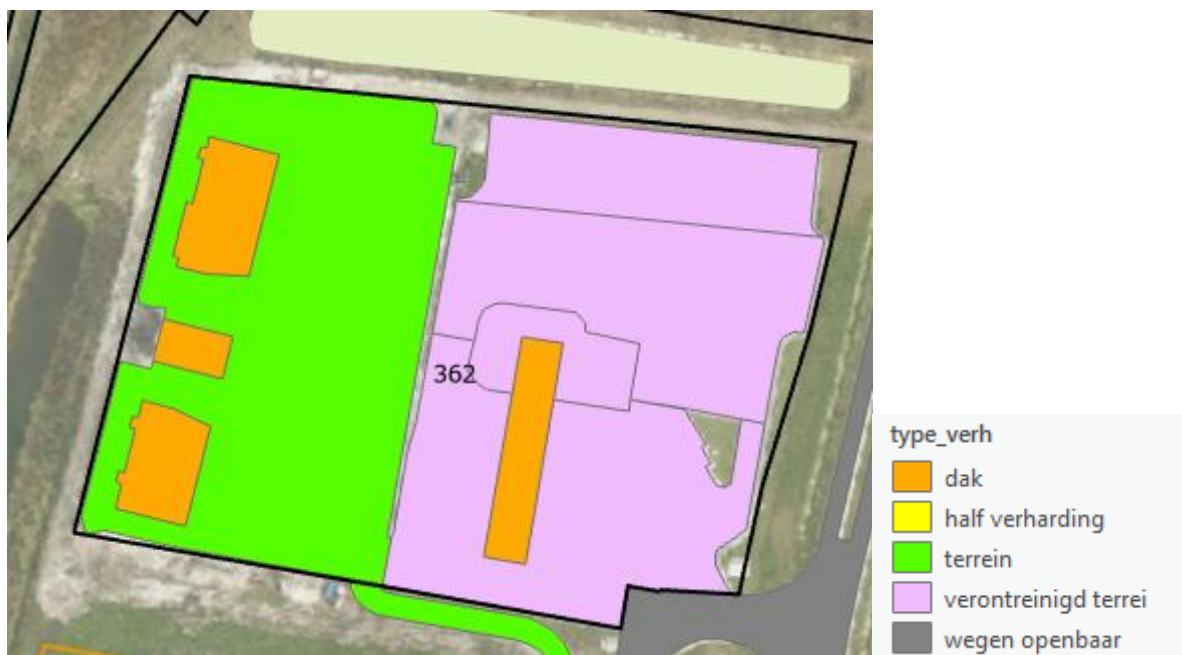 362
type_verh
dak
half verharding
terrein
verontreinigd terrei
wegen openbaar